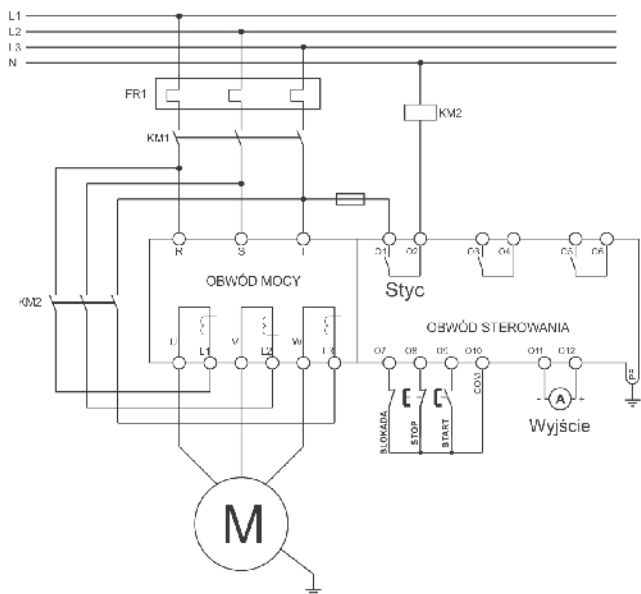 L1
L2
L3
N
FR1
KM1
KM2
R
S
T
O1
O2
O3
O4
O5
O6
Styc
OBWÓD MOCY
KM2
OBWÓD STEROWANIA
U
L1
V
L2
W
L3
O7
O8
O9
O10
O11
O12
PE
BLOKADA
STOP
START
COM
- A +
Wyjście
M